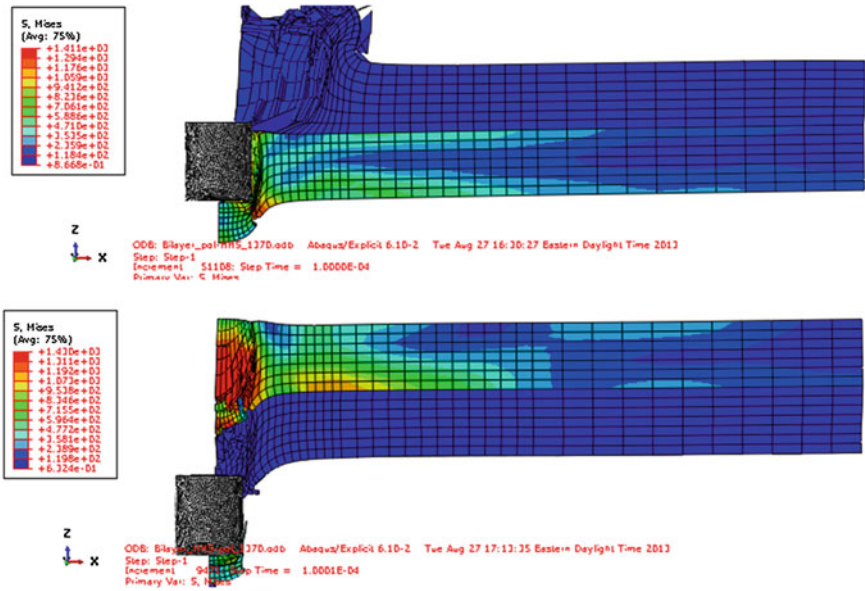 S, Mises
(Avg: 75%)
+1.411e+03
+1.294e+03
+1.176e+03
+1.059e+03
+9.412e+02
+8.236e+02
+7.061e+02
+5.886e+02
+4.710e+02
+3.535e+02
+2.359e+02
+1.184e+02
+8.668e-01
Z
X
ODB: Abaqus/Explicit 6.10-2 Tue Aug 27 16:30:27 Eastern Daylight Time 2013
Step: Step-1
Increment 51108: Step Time = 1.0000E-04
Primary Var: S, Mises
S, Mises
(Avg: 75%)
+1.430e+03
+1.311e+03
+1.192e+03
+1.073e+03
+9.538e+02
+8.346e+02
+7.155e+02
+5.964e+02
+4.772e+02
+3.581e+02
+2.389e+02
+1.198e+02
+6.324e-01
Z
X
ODB: Abaqus/Explicit 6.10-2 Tue Aug 27 17:13:35 Eastern Daylight Time 2013
Step: Step-1
Increment Step Time = 1.0001E-04
Primary Var: S, Mises